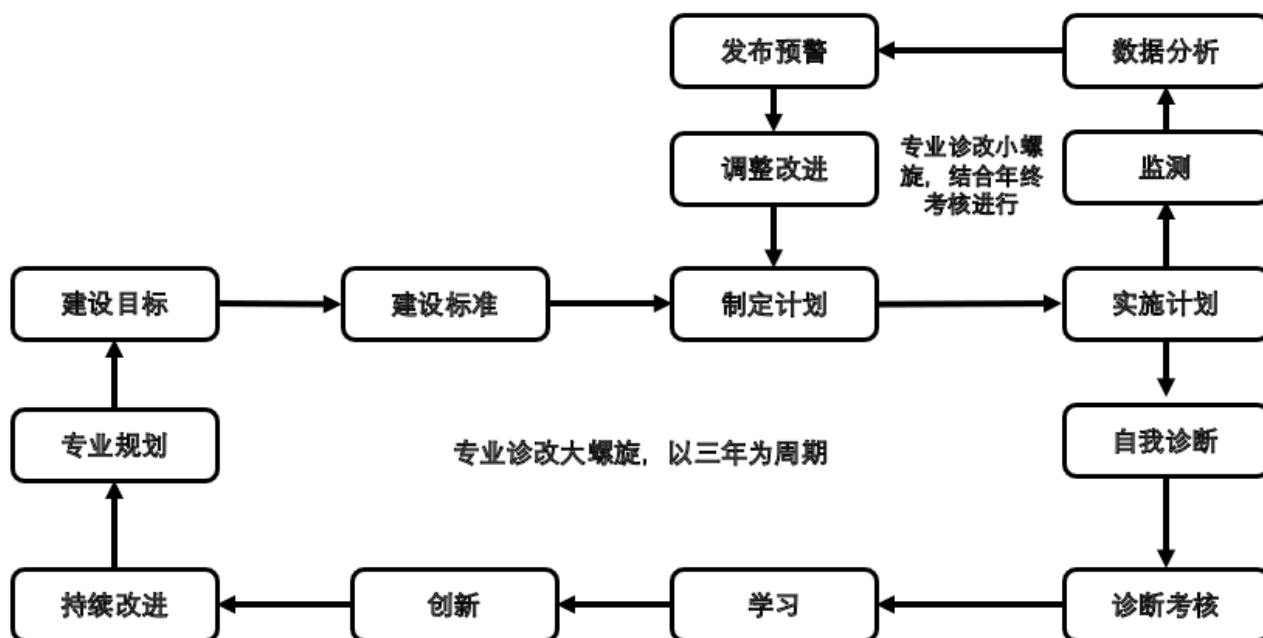 发布预警
数据分析
调整改进
专业诊改小螺
旋，结合年终
考核进行
监测
建设目标
建设标准
制定计划
实施计划
专业规划
专业诊改大螺旋，以三年为周期
自我诊断
持续改进
创新
学习
诊断考核